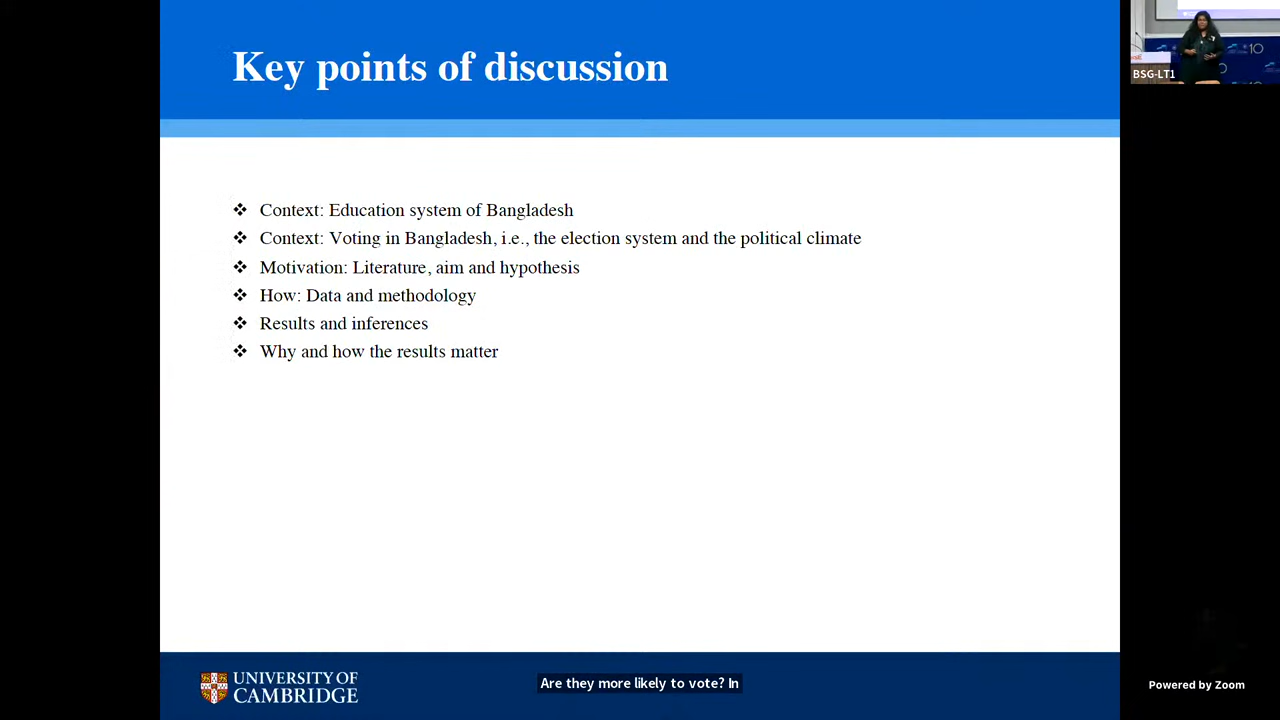 Key points of discussion
❖ Context: Education system of Bangladesh
❖ Context: Voting in Bangladesh, i.e., the election system and the political climate
❖ Motivation: Literature, aim and hypothesis
❖ How: Data and methodology
❖ Results and inferences
❖ Why and how the results matter
UNIVERSITY OF
CAMBRIDGE
Are they more likely to vote? In
10
BSG-LT1
Powered by Zoom